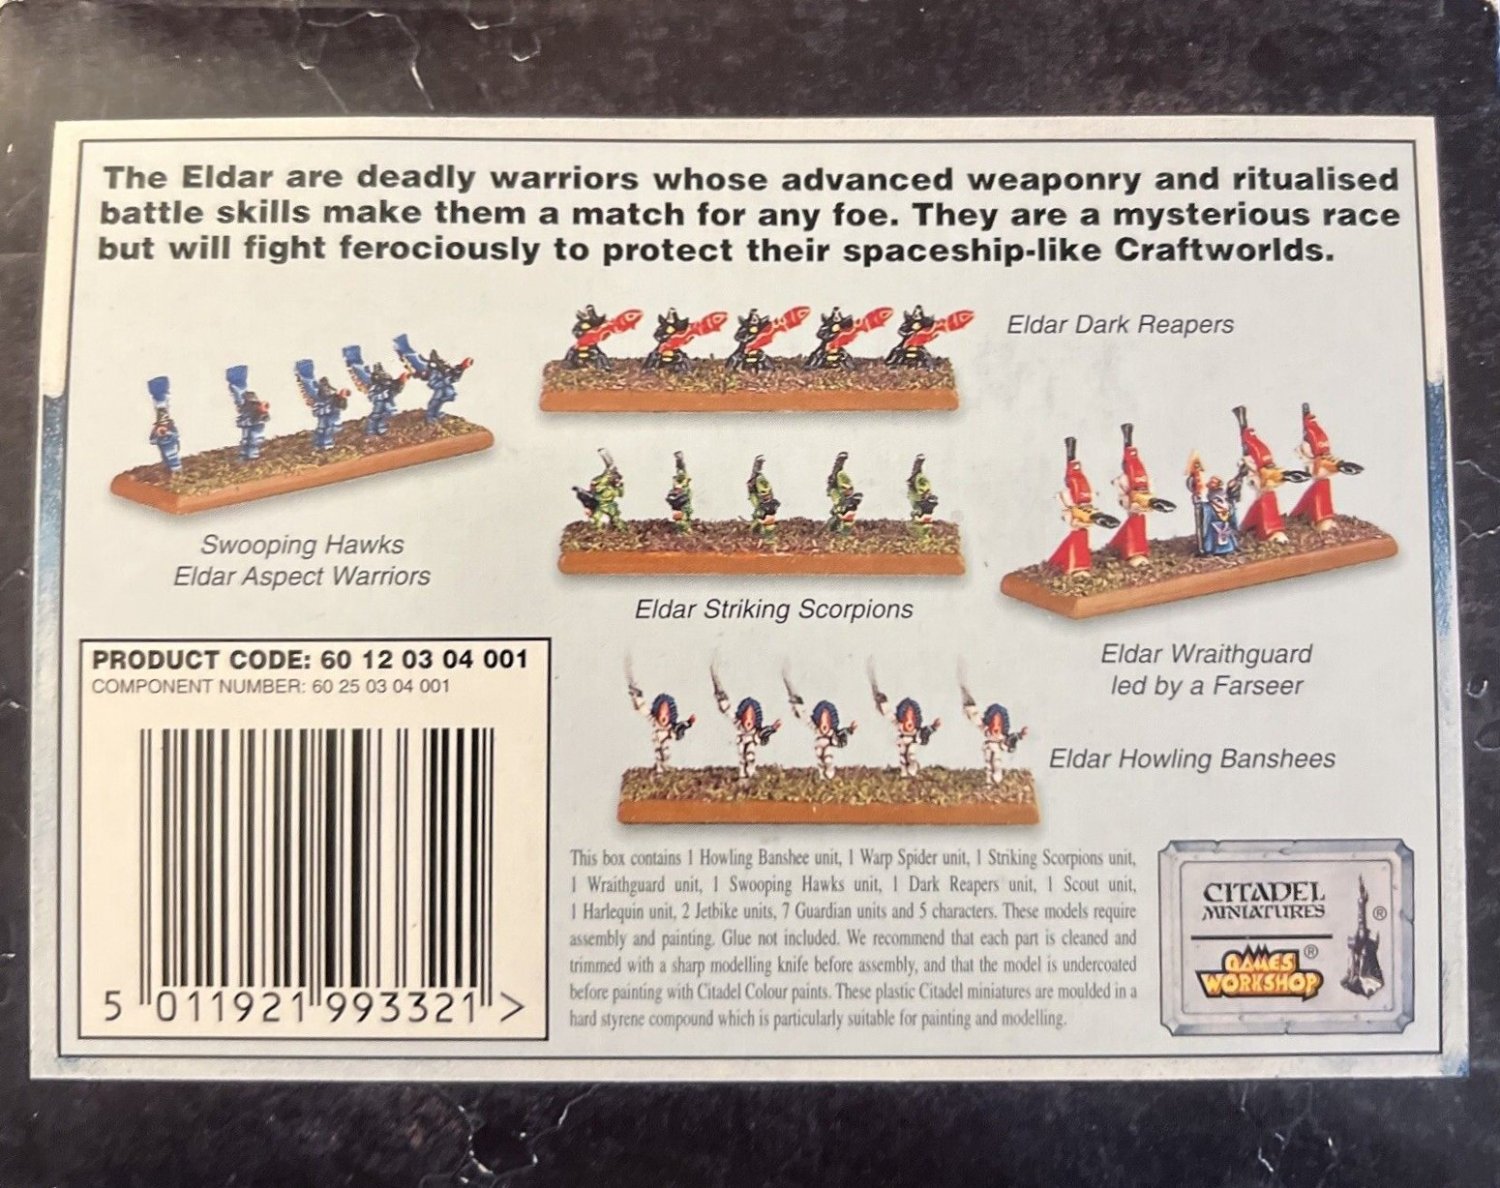 The Eldar are deadly warriors whose advanced weaponry and ritualised
battle skills make them a match for any foe. They are a mysterious race
but will fight ferociously to protect their spaceship-like Craftworlds.
Eldar Dark Reapers
Swooping Hawks
Eldar Aspect Warriors
Eldar Striking Scorpions
Eldar Wraithguard
led by a Farseer
Eldar Howling Banshees
PRODUCT CODE: 60 12 03 04 001
COMPONENT NUMBER: 60 25 03 04 001
5 011921 993321 >
This box contains 1 Howling Banshee unit, 1 Warp Spider unit, 1 Striking Scorpions unit,
1 Wraithguard unit, 1 Swooping Hawks unit, 1 Dark Reapers unit, 1 Scout unit,
1 Harlequin unit, 2 Jetbike units, 7 Guardian units and 5 characters. These models require
assembly and painting. Glue not included. We recommend that each part is cleaned and
trimmed with a sharp modelling knife before assembly, and that the model is undercoated
before painting with Citadel Colour paints. These plastic Citadel miniatures are moulded in a
hard styrene compound which is particularly suitable for painting and modelling.
CITADEL
MINIATURES ®
GAMES ®
WORKSHOP